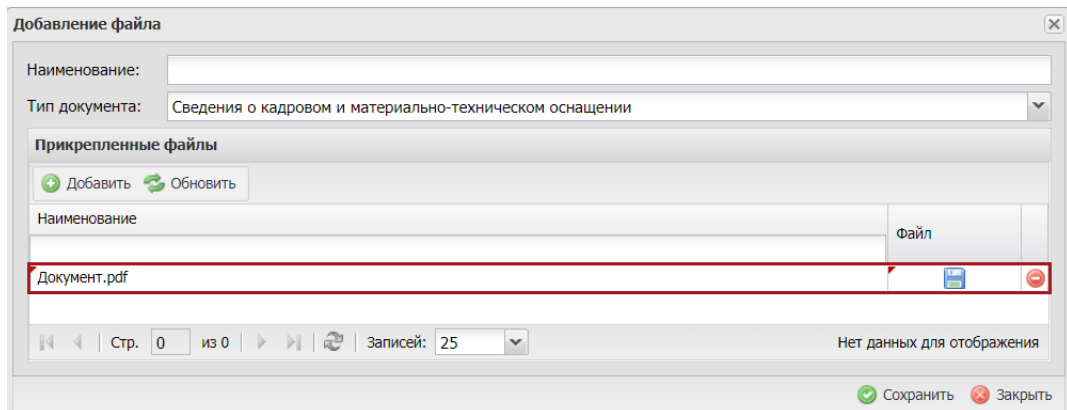 Добавление файла
Наименование:
Тип документа: Сведения о кадровом и материально-техническом оснащении
Прикрепленные файлы
Добавить Обновить
Наименование Файл
Документ.pdf
Стр. 0 из 0 Записей: 25 Нет данных для отображения
Сохранить Закрыть